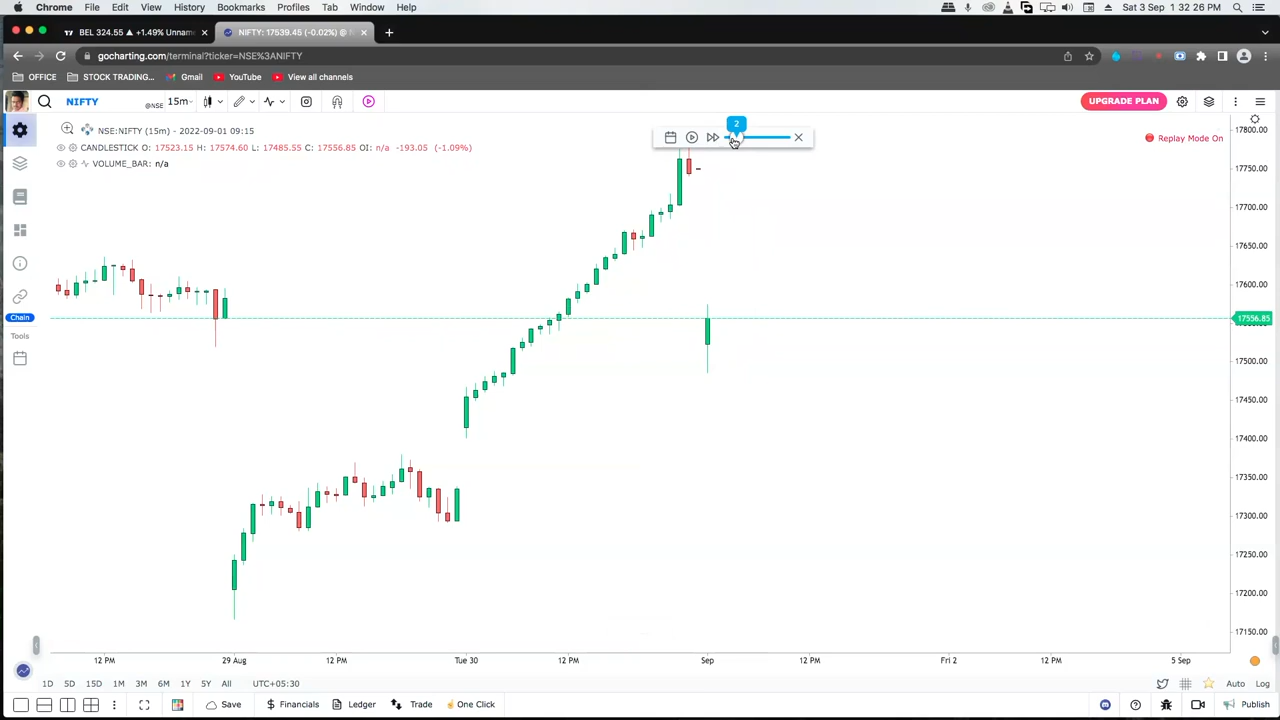 Chrome File Edit View History Bookmarks Profiles Tab Window Help Sat 3 Sep 1:32:26 PM
BEL 324.55 ▲ +1.49% Unnam
NIFTY: 17539.45 (-0.02%) @
gocharting.com/terminal?ticker=NSE%3ANIFTY
OFFICE STOCK TRADING... Gmail YouTube View all channels
NIFTY @NSE 15m UPGRADE PLAN
2
NSE:NIFTY (15m) - 2022-09-01 09:15
Replay Mode On
CANDLESTICK O: 17523.15 H: 17574.60 L: 17485.55 C: 17556.85 OI: n/a -193.05 (-1.09%)
VOLUME_BAR: n/a
17800.00
17750.00
17700.00
17650.00
17600.00
17556.85
17500.00
17450.00
17400.00
17350.00
17300.00
17250.00
17200.00
17150.00
Chain
Tools
12 PM 29 Aug 12 PM Tue 30 12 PM Sep 12 PM Fri 2 12 PM 5 Sep
1D 5D 15D 1M 3M 6M 1Y 5Y All UTC+05:30 Auto Log
Save Financials Ledger Trade One Click Publish